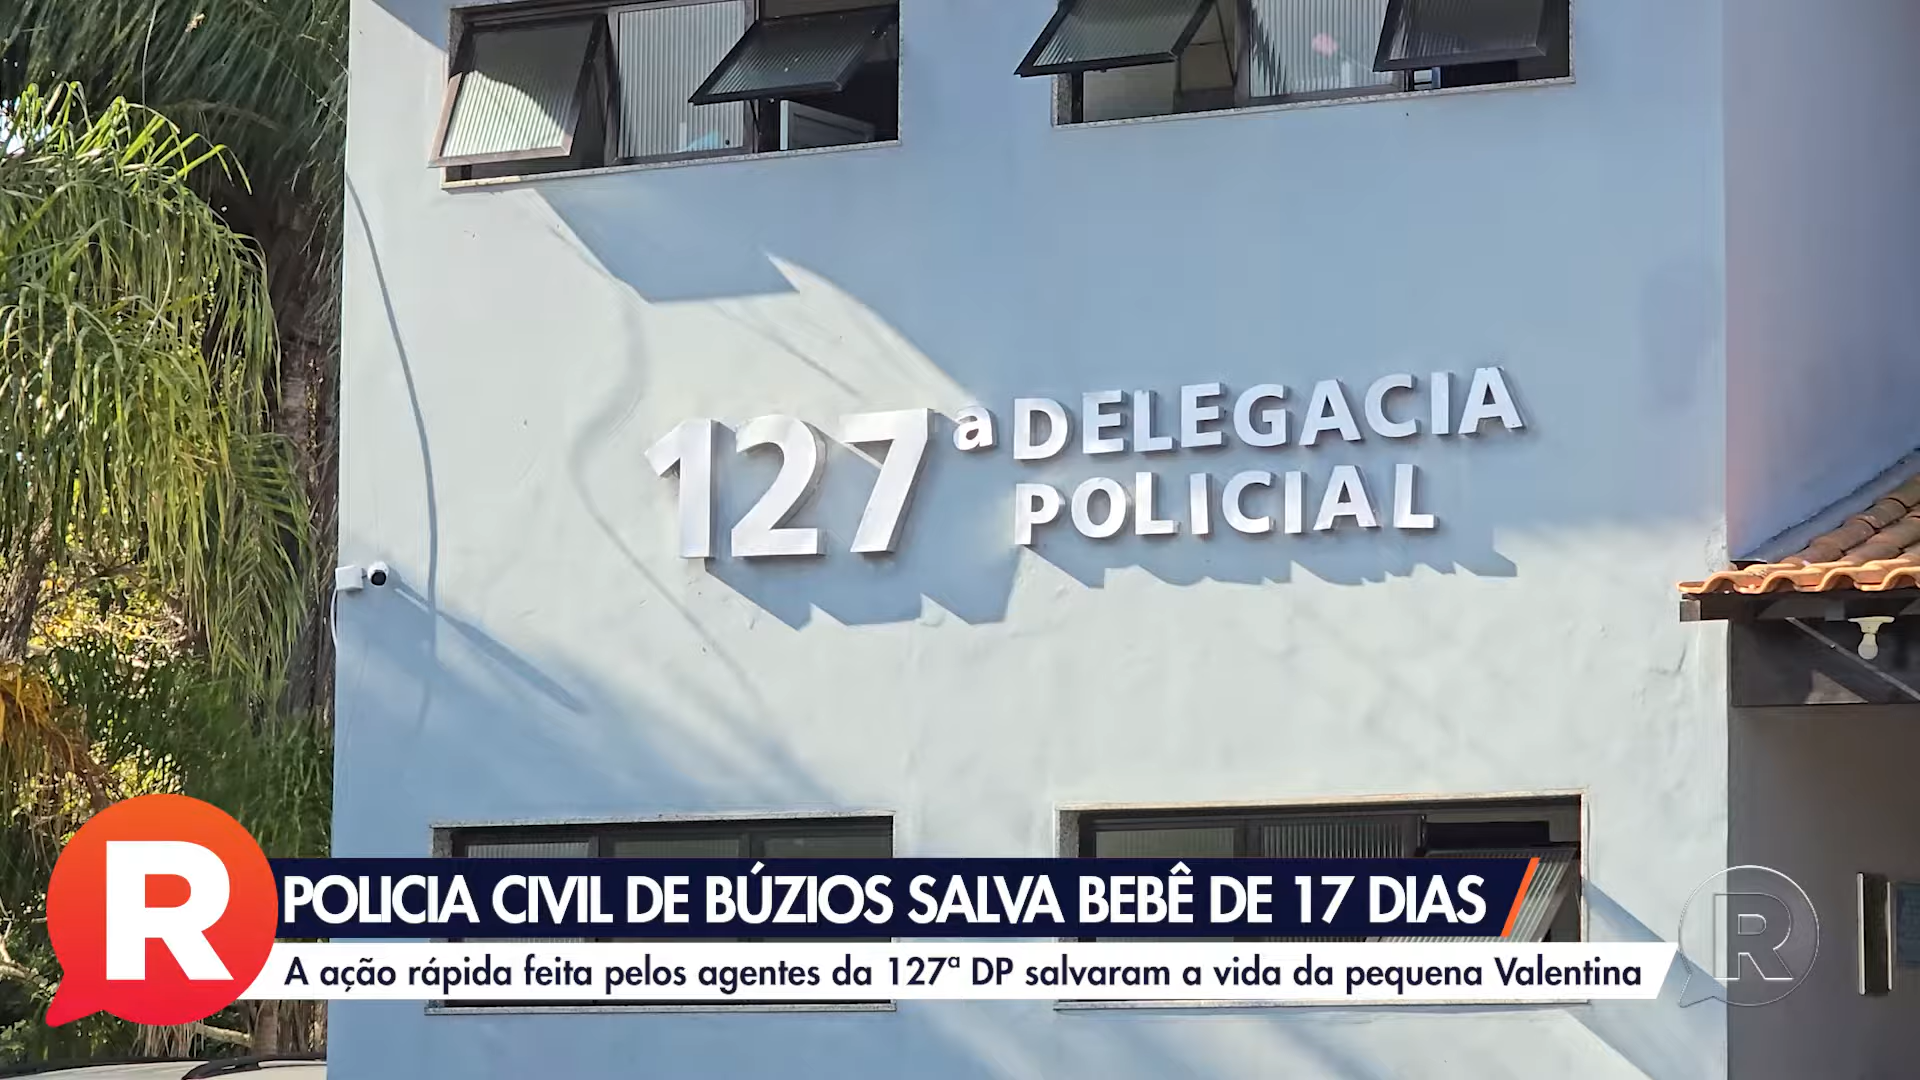 127ª DELEGACIA
POLICIAL
R
POLICIA CIVIL DE BÚZIOS SALVA BEBÊ DE 17 DIAS
A ação rápida feita pelos agentes da 127ª DP salvaram a vida da pequena Valentina
R